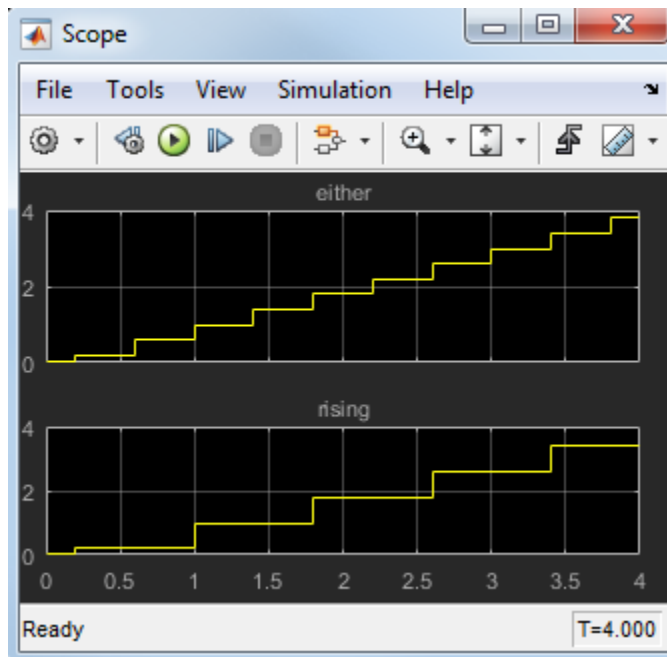 Scope
File Tools View Simulation Help
either
4
2
0
rising
4
2
0
0 0.5 1 1.5 2 2.5 3 3.5 4
Ready T=4.000